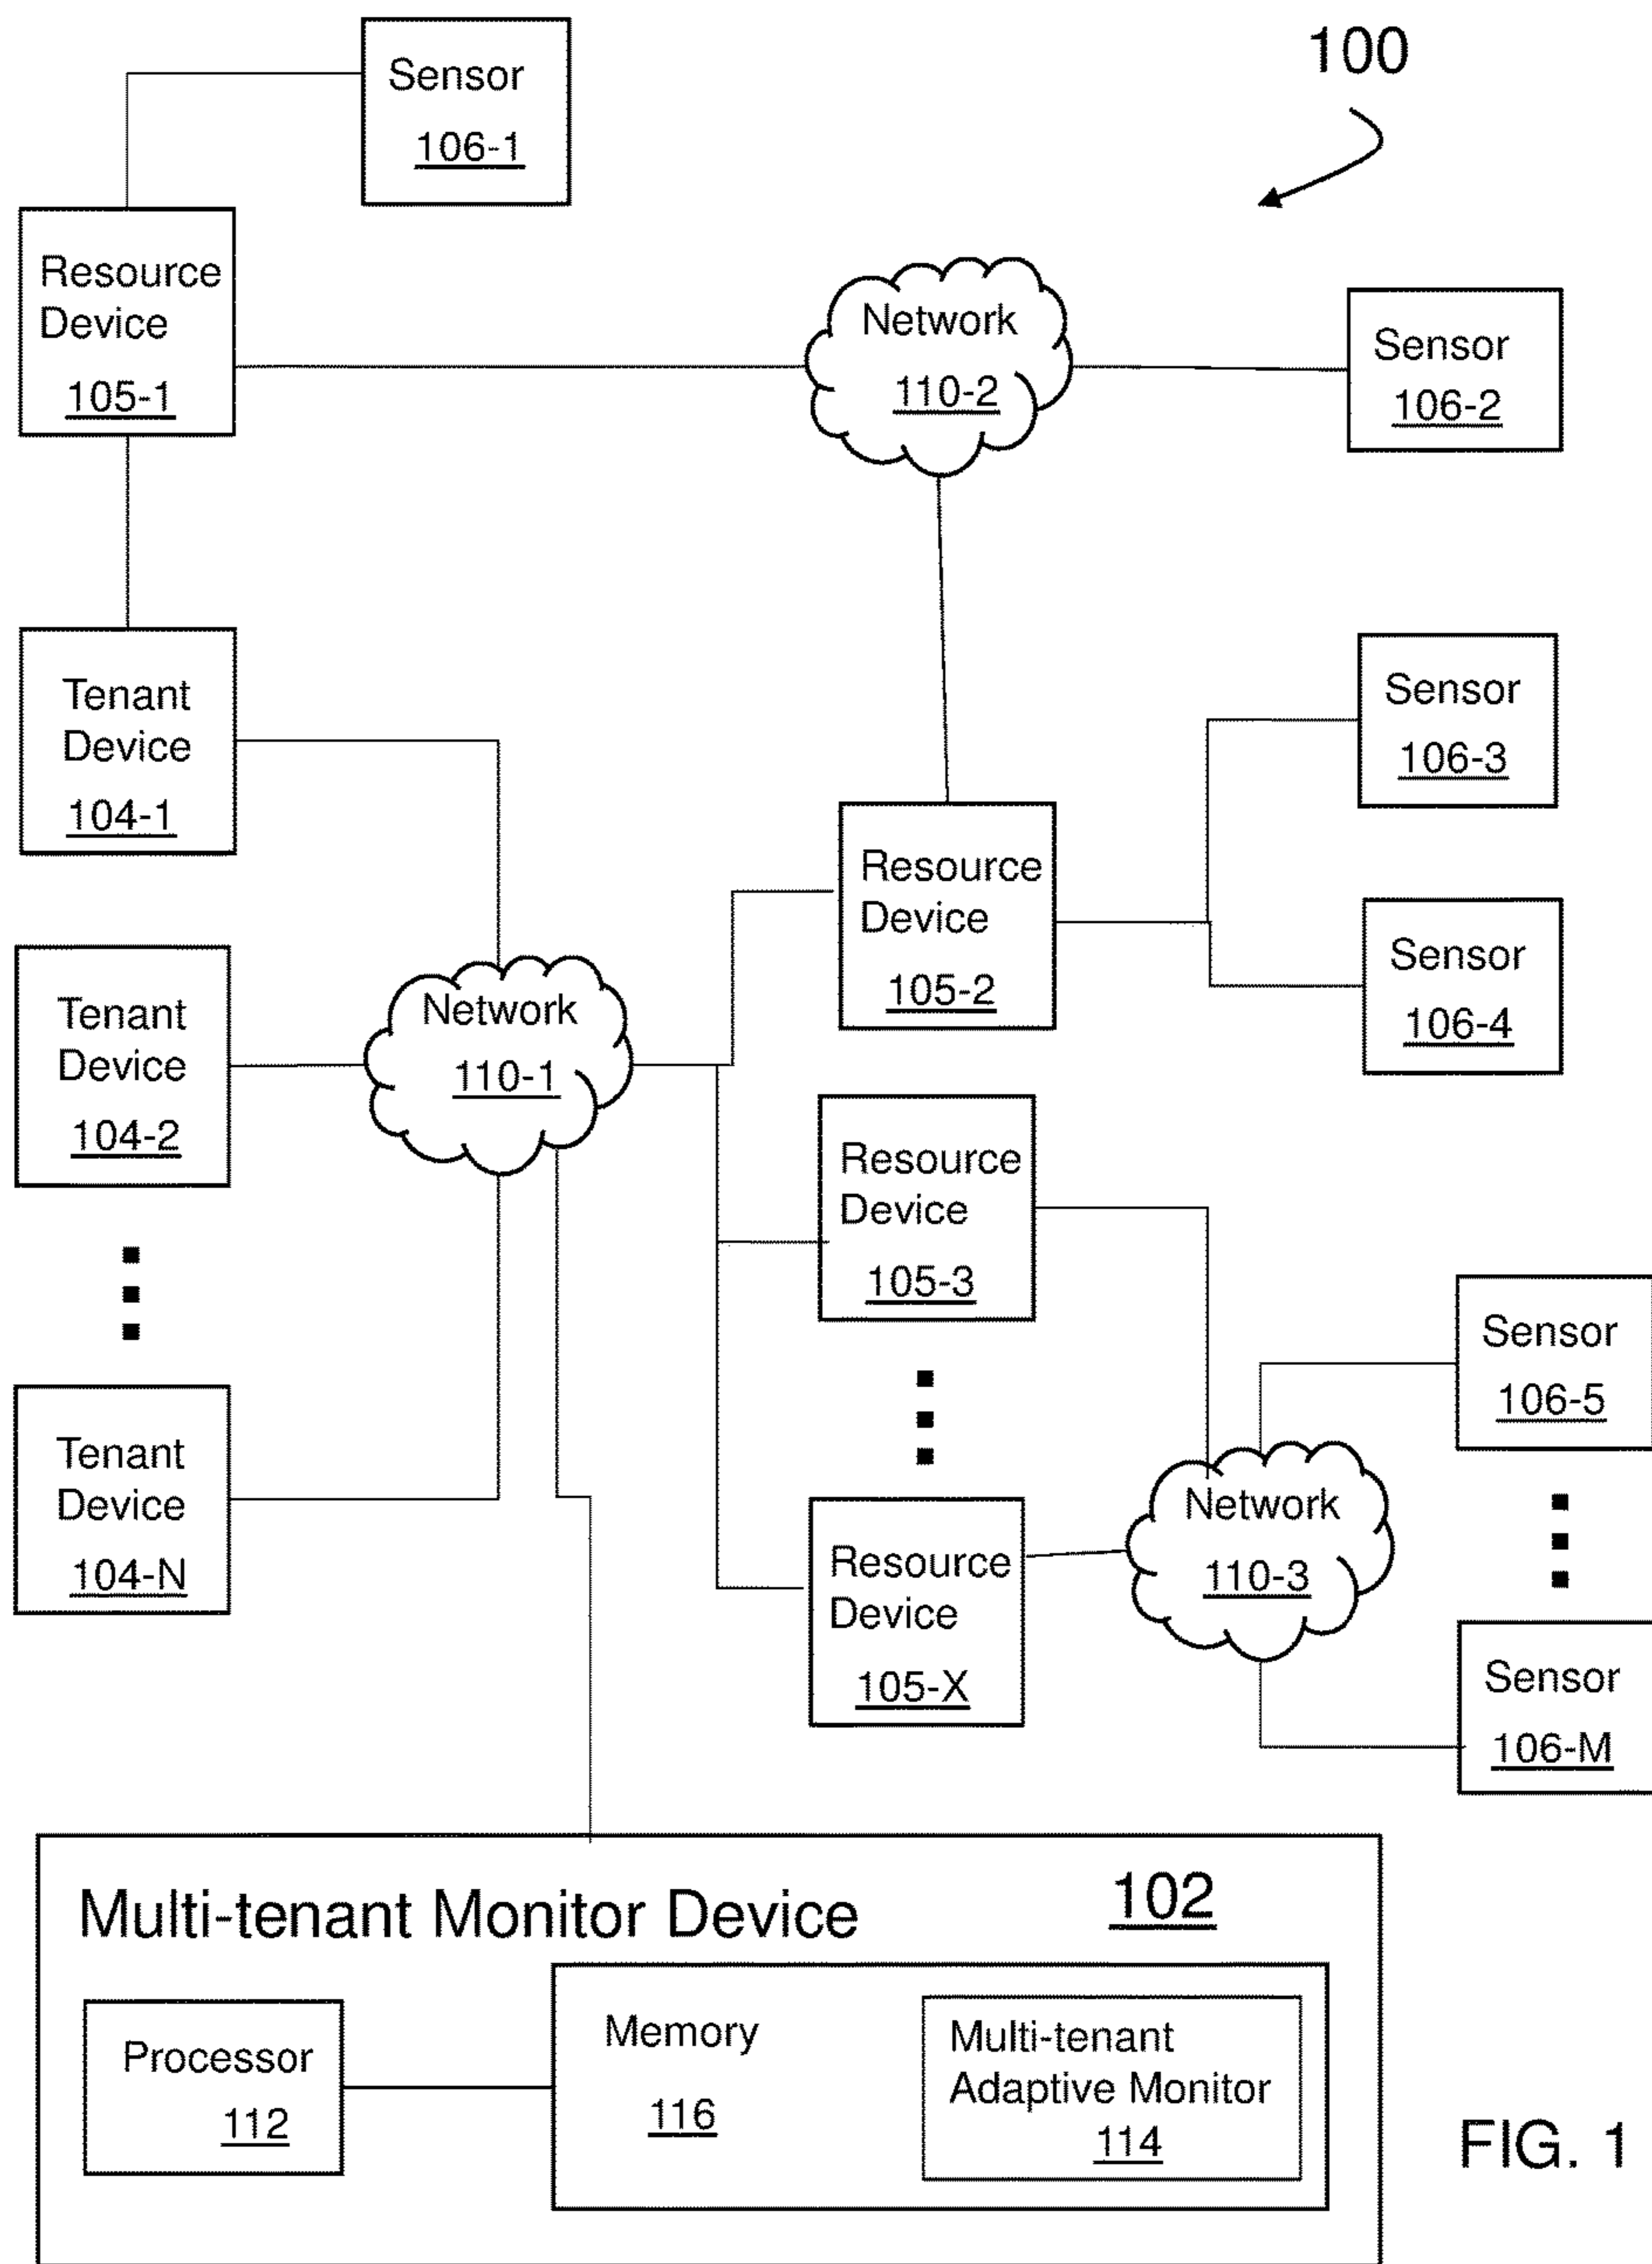 100
Sensor
106-1
Resource
Device
105-1
Network
110-2
Sensor
106-2
Tenant
Device
104-1
Sensor
106-3
Resource
Device
105-2
Sensor
106-4
Tenant
Device
104-2
Network
110-1
Resource
Device
105-3
Sensor
106-5
Tenant
Device
104-N
Network
110-3
Resource
Device
105-X
Sensor
106-M
Multi-tenant Monitor Device
102
Processor
112
Memory
116
Multi-tenant
Adaptive Monitor
114
FIG. 1